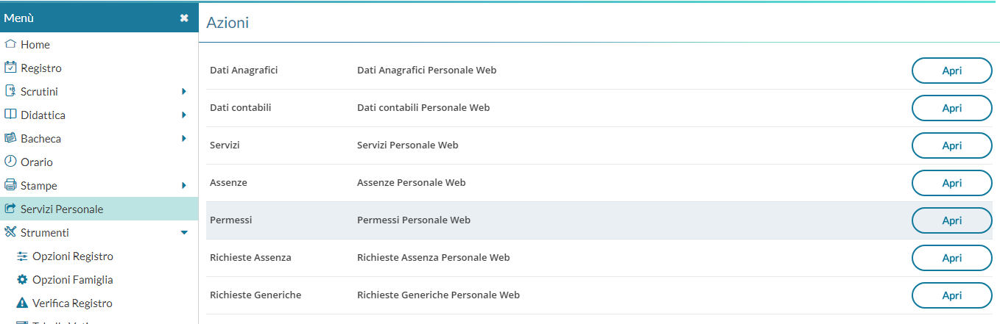 Menù
Home
Registro
Scrutini
Didattica
Bacheca
Orario
Stampe
Servizi Personale
Strumenti
Opzioni Registro
Opzioni Famiglia
Verifica Registro
Azioni
Dati Anagrafici Dati Anagrafici Personale Web Apri
Dati contabili Dati contabili Personale Web Apri
Servizi Servizi Personale Web Apri
Assenze Assenze Personale Web Apri
Permessi Permessi Personale Web Apri
Richieste Assenza Richieste Assenza Personale Web Apri
Richieste Generiche Richieste Generiche Personale Web Apri